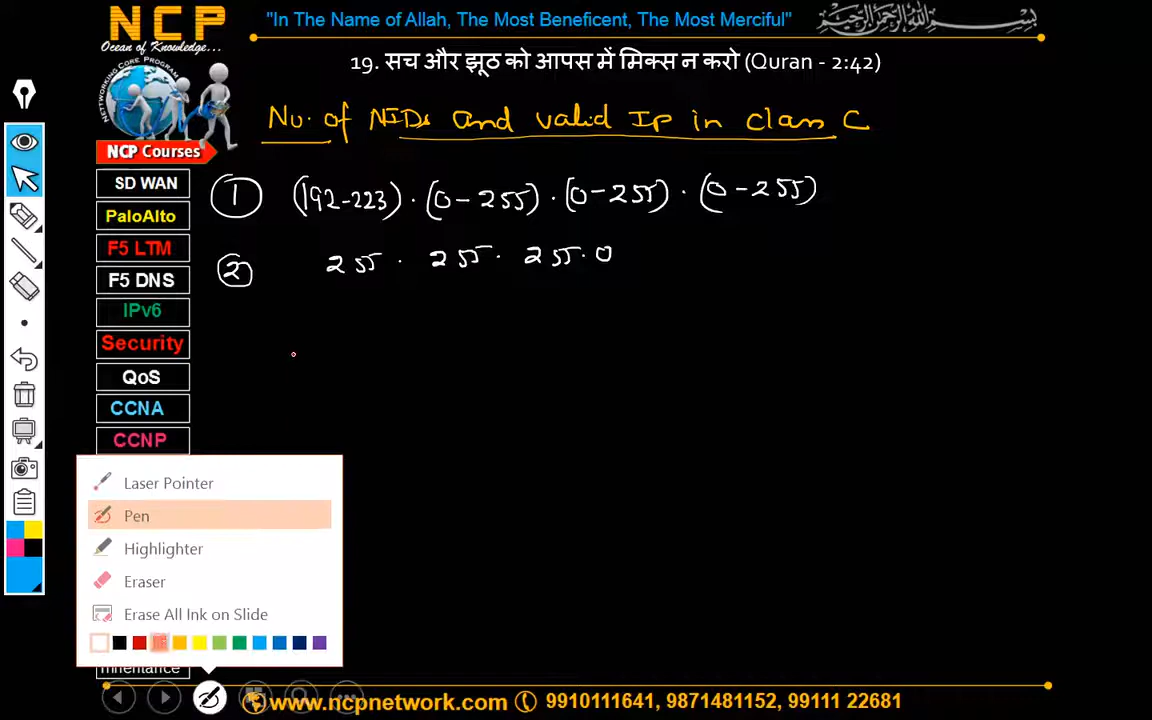 NCP
Ocean of Knowledge...
NETWORKING CORE PROGRAM
"In The Name of Allah, The Most Beneficent, The Most Merciful"
19. सच और झूठ को आपस में मिक्स न करो (Quran - 2:42)
No. of NIDs and valid Ip in class C
NCP Courses
SD WAN
PaloAlto
F5 LTM
F5 DNS
IPv6
Security
QoS
CCNA
CCNP
1 (192-223) . (0-255) . (0-255) . (0-255)
2 255 . 255 . 255 . 0
Laser Pointer
Pen
Highlighter
Eraser
Erase All Ink on Slide
Inheritance
www.ncpnetwork.com 9910111641, 9871481152, 99111 22681